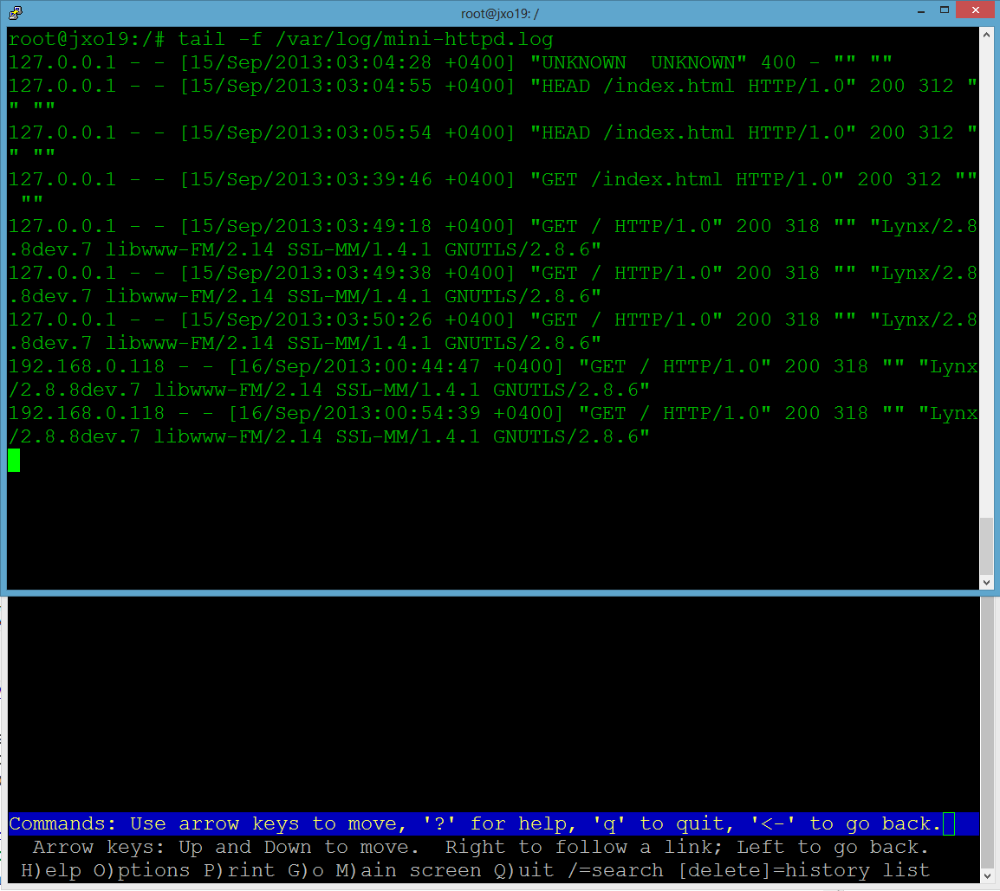 root@jxo19: /
root@jxo19:/# tail -f /var/log/mini-httpd.log
127.0.0.1 - - [15/Sep/2013:03:04:28 +0400] "UNKNOWN  UNKNOWN" 400 - "" ""
127.0.0.1 - - [15/Sep/2013:03:04:55 +0400] "HEAD /index.html HTTP/1.0" 200 312 "
" ""
127.0.0.1 - - [15/Sep/2013:03:05:54 +0400] "HEAD /index.html HTTP/1.0" 200 312 "
" ""
127.0.0.1 - - [15/Sep/2013:03:39:46 +0400] "GET /index.html HTTP/1.0" 200 312 ""
 ""
127.0.0.1 - - [15/Sep/2013:03:49:18 +0400] "GET / HTTP/1.0" 200 318 "" "Lynx/2.8
.8dev.7 libwww-FM/2.14 SSL-MM/1.4.1 GNUTLS/2.8.6"
127.0.0.1 - - [15/Sep/2013:03:49:38 +0400] "GET / HTTP/1.0" 200 318 "" "Lynx/2.8
.8dev.7 libwww-FM/2.14 SSL-MM/1.4.1 GNUTLS/2.8.6"
127.0.0.1 - - [15/Sep/2013:03:50:26 +0400] "GET / HTTP/1.0" 200 318 "" "Lynx/2.8
.8dev.7 libwww-FM/2.14 SSL-MM/1.4.1 GNUTLS/2.8.6"
192.168.0.118 - - [16/Sep/2013:00:44:47 +0400] "GET / HTTP/1.0" 200 318 "" "Lynx
/2.8.8dev.7 libwww-FM/2.14 SSL-MM/1.4.1 GNUTLS/2.8.6"
192.168.0.118 - - [16/Sep/2013:00:54:39 +0400] "GET / HTTP/1.0" 200 318 "" "Lynx
/2.8.8dev.7 libwww-FM/2.14 SSL-MM/1.4.1 GNUTLS/2.8.6"
Commands: Use arrow keys to move, '?' for help, 'q' to quit, '<-' to go back.
  Arrow keys: Up and Down to move.  Right to follow a link; Left to go back.
 H)elp O)ptions P)rint G)o M)ain screen Q)uit /=search [delete]=history list